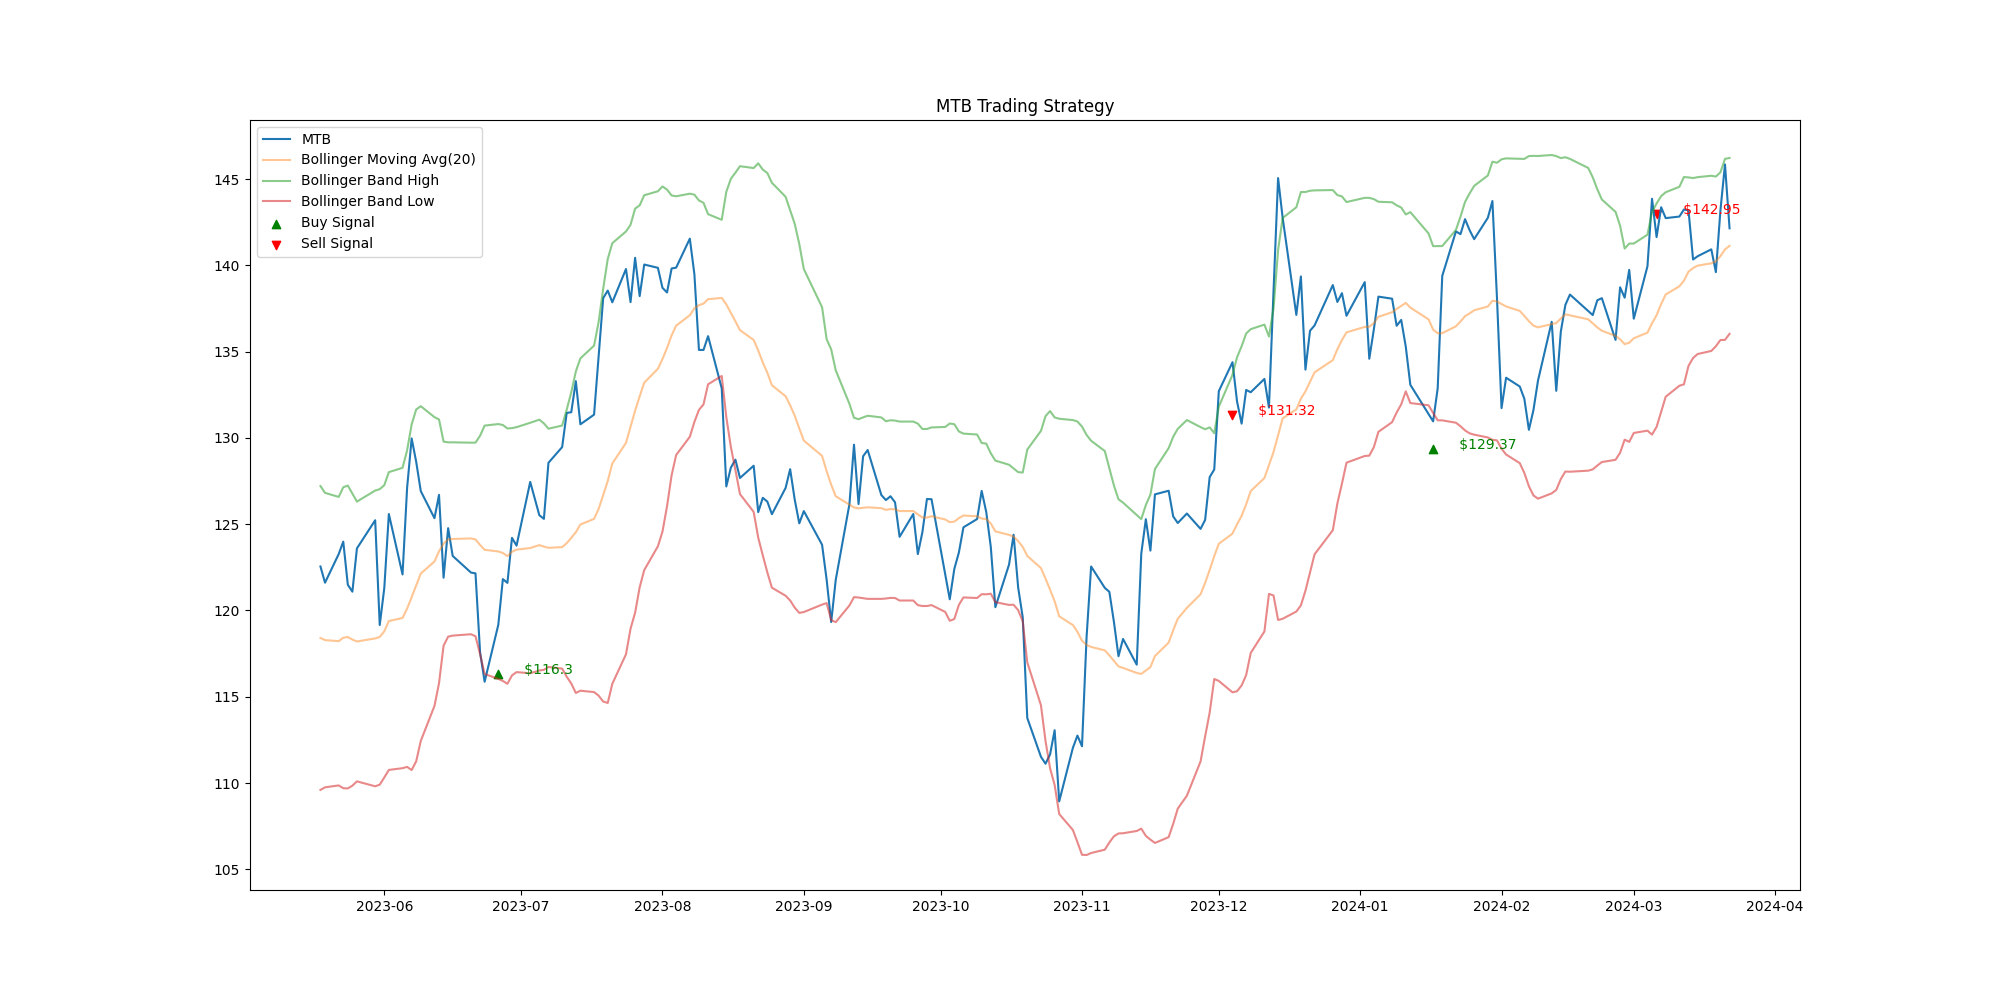 MTB Trading Strategy
MTB
Bollinger Moving Avg(20)
Bollinger Band High
Bollinger Band Low
Buy Signal
Sell Signal
145
140
135
130
125
120
115
110
105
$142.95
$131.32
$129.37
$116.3
2023-06 2023-07 2023-08 2023-09 2023-10 2023-11 2023-12 2024-01 2024-02 2024-03 2024-04